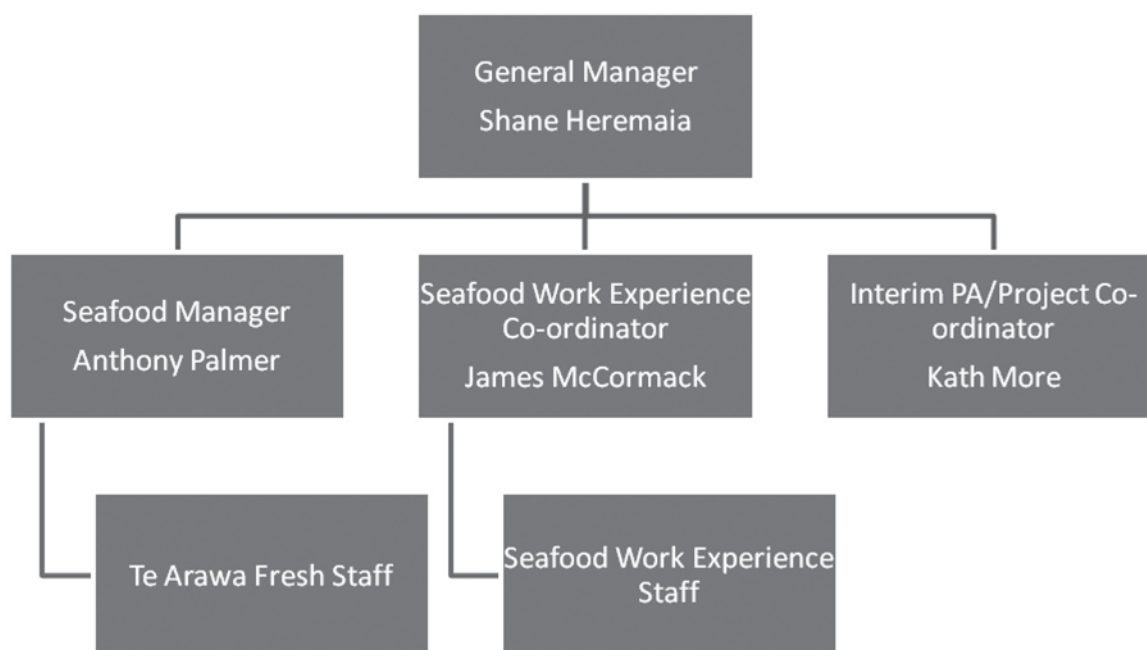 General Manager
Shane Heremaia
Seafood Manager
Anthony Palmer
Seafood Work Experience
Co-ordinator
James McCormack
Interim PA/Project Co-
ordinator
Kath More
Te Arawa Fresh Staff
Seafood Work Experience
Staff